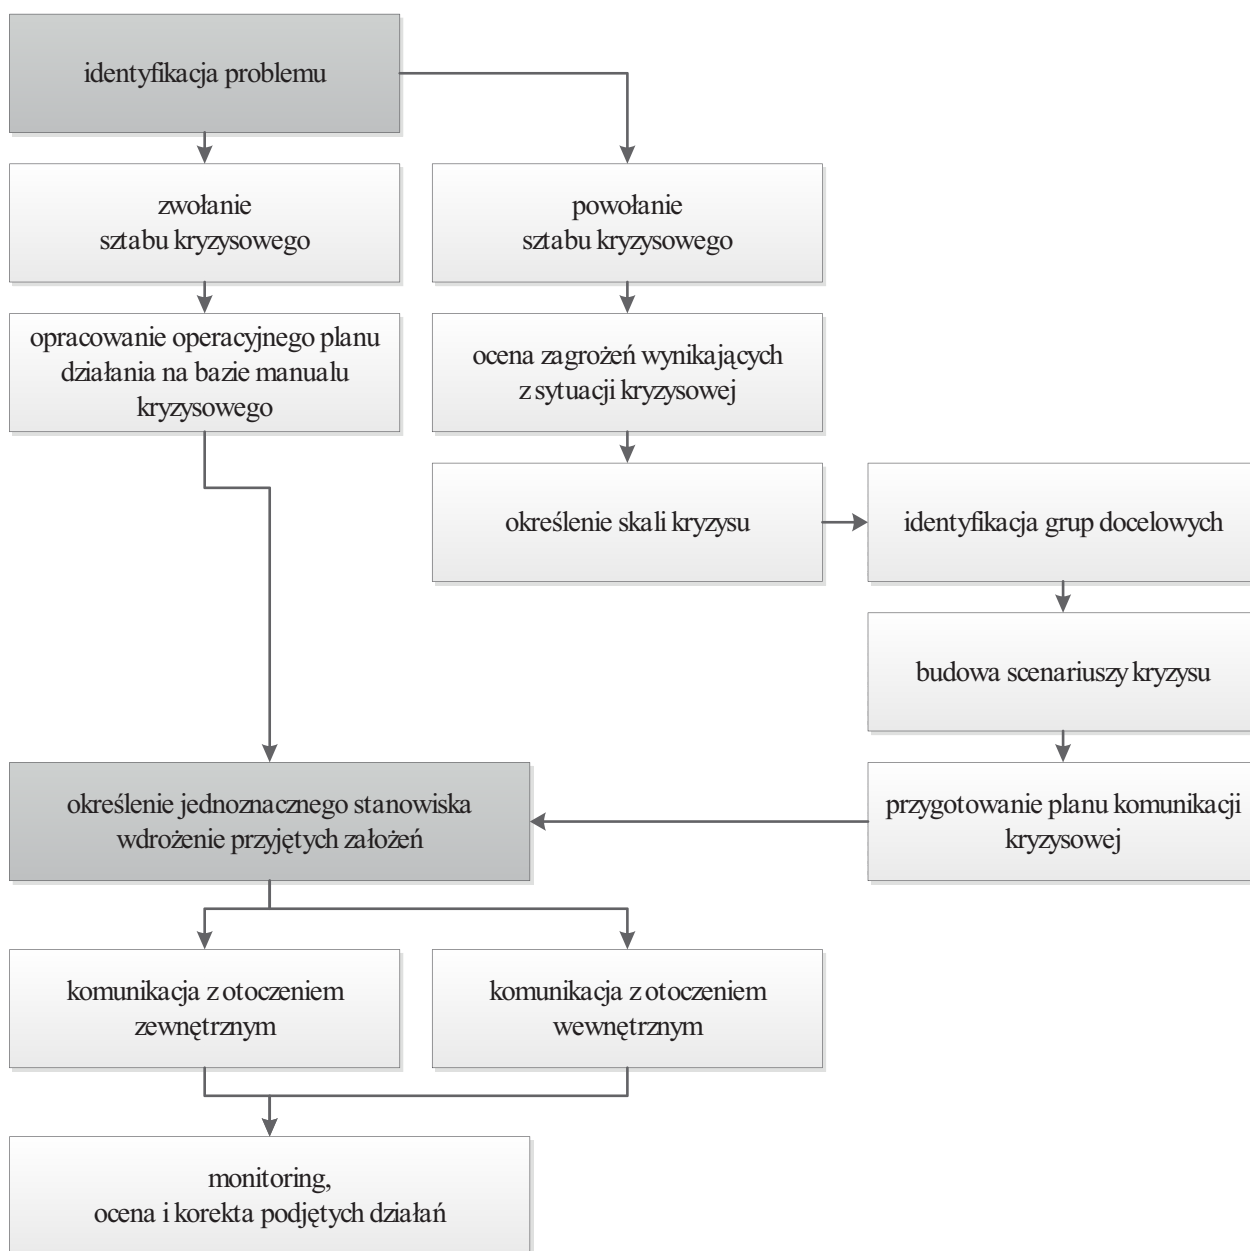 identyfikacja problemu
zwołanie
sztabu kryzysowego
powołanie
sztabu kryzysowego
opracowanie operacyjnego planu
działania na bazie manualu
kryzysowego
ocena zagrożeń wynikających
z sytuacji kryzysowej
określenie skali kryzysu
identyfikacja grup docelowych
budowa scenariuszy kryzysu
przygotowanie planu komunikacji
kryzysowej
określenie jednoznacznego stanowiska
wdrożenie przyjętych założeń
komunikacja z otoczeniem
zewnętrznym
komunikacja z otoczeniem
wewnętrznym
monitoring,
ocena i korekta podjętych działań